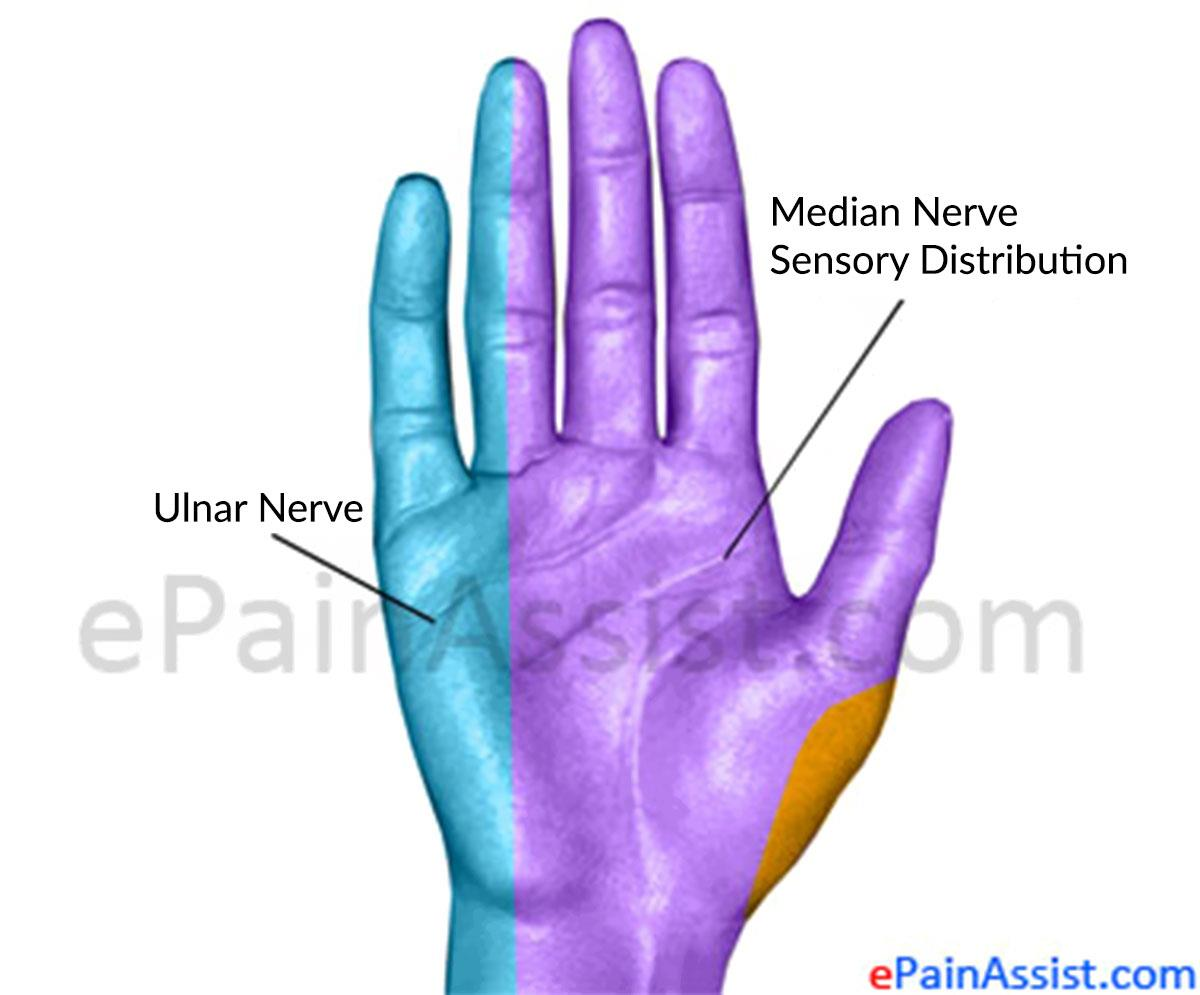 Median Nerve
Sensory Distribution
Ulnar Nerve
ePainAssist.com
ePainAssist.com